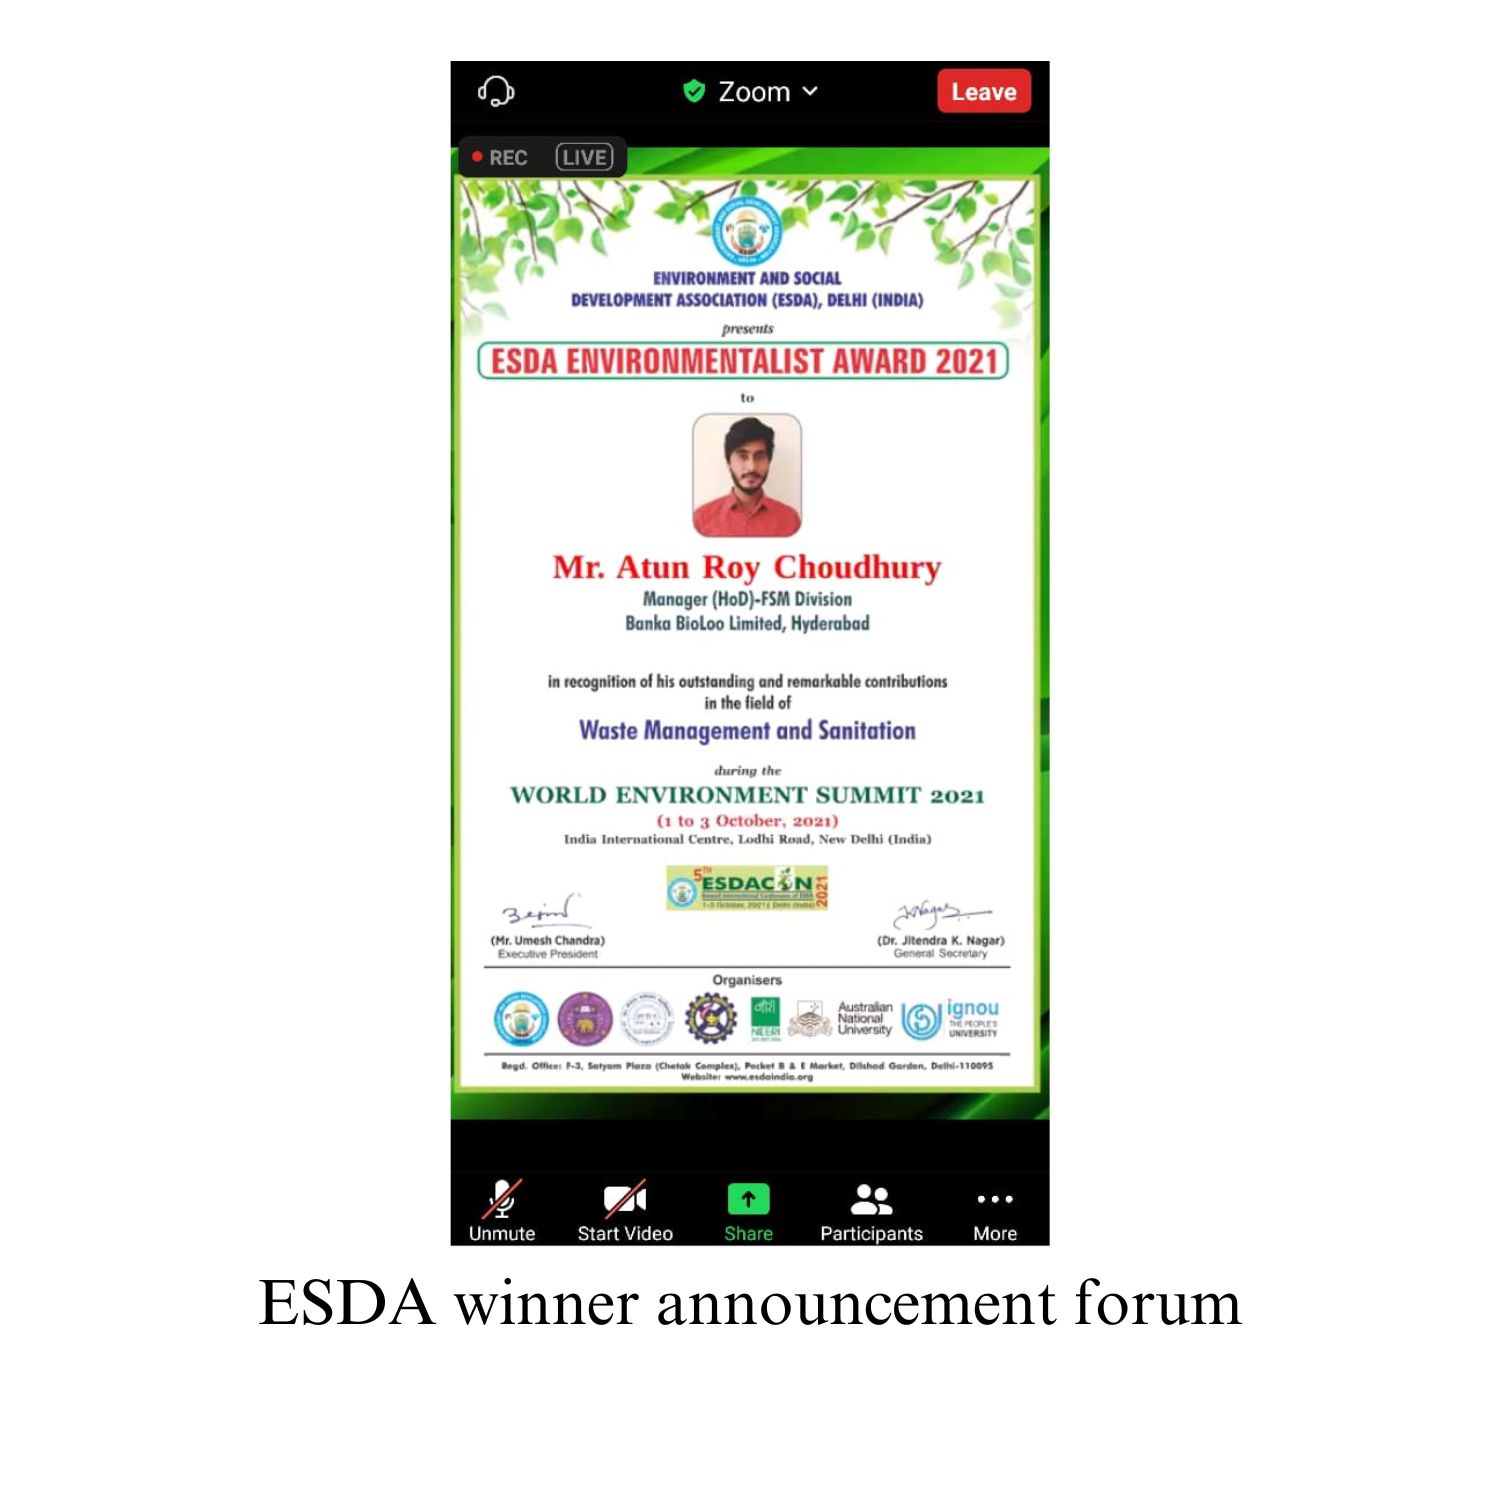 Zoom
Leave
REC LIVE
ENVIRONMENT AND SOCIAL
DEVELOPMENT ASSOCIATION (ESDA), DELHI (INDIA)
presents
ESDA ENVIRONMENTALIST AWARD 2021
to
Mr. Atun Roy Choudhury
Manager (HoD)-FSM Division
Banka BioLoo Limited, Hyderabad
in recognition of his outstanding and remarkable contributions
in the field of
Waste Management and Sanitation
during the
WORLD ENVIRONMENT SUMMIT 2021
(1 to 3 October, 2021)
India International Centre, Lodhi Road, New Delhi (India)
5TH ESDACON 2021
(Mr. Umesh Chandra)
Executive President
(Dr. Jitendra K. Nagar)
General Secretary
Organisers
NEERI
Australian
National
University
ignou
THE PEOPLE'S
UNIVERSITY
Regd. Office: F-3, Satyam Plaza (Chetak Complex), Pocket B & E Market, Dilshad Garden, Delhi-110095
Website: www.esdaindia.org
Unmute
Start Video
Share
Participants
More
ESDA winner announcement forum